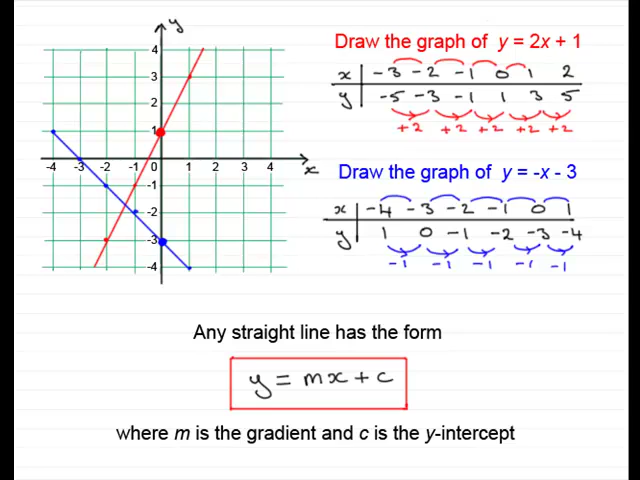 y
4
3
2
1
-4 -3 -2 -1 0 1 2 3 4 x
-1
-2
-3
-4
Draw the graph of y = 2x + 1
x -3 -2 -1 0 1 2
y -5 -3 -1 1 3 5
+2 +2 +2 +2 +2
Draw the graph of y = -x - 3
x -4 -3 -2 -1 0 1
y 1 0 -1 -2 -3 -4
-1 -1 -1 -1 -1
Any straight line has the form
y = mx + c
where m is the gradient and c is the y-intercept